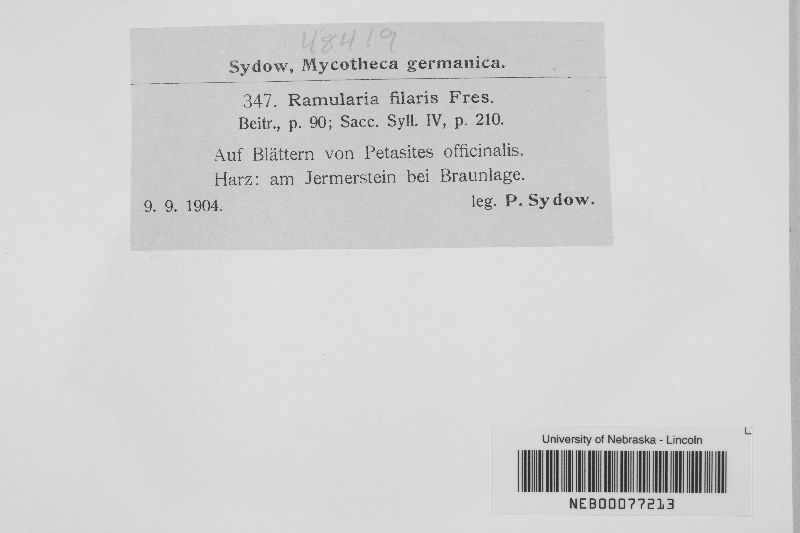 48419
Sydow, Mycotheca germanica.
347. Ramularia filaris Fres.
Beitr., p. 90; Sacc. Syll. IV, p. 210.
Auf Blättern von Petasites officinalis.
Harz: am Jermerstein bei Braunlage.
9. 9. 1904. leg. P. Sydow.
University of Nebraska - Lincoln
NEB00077213